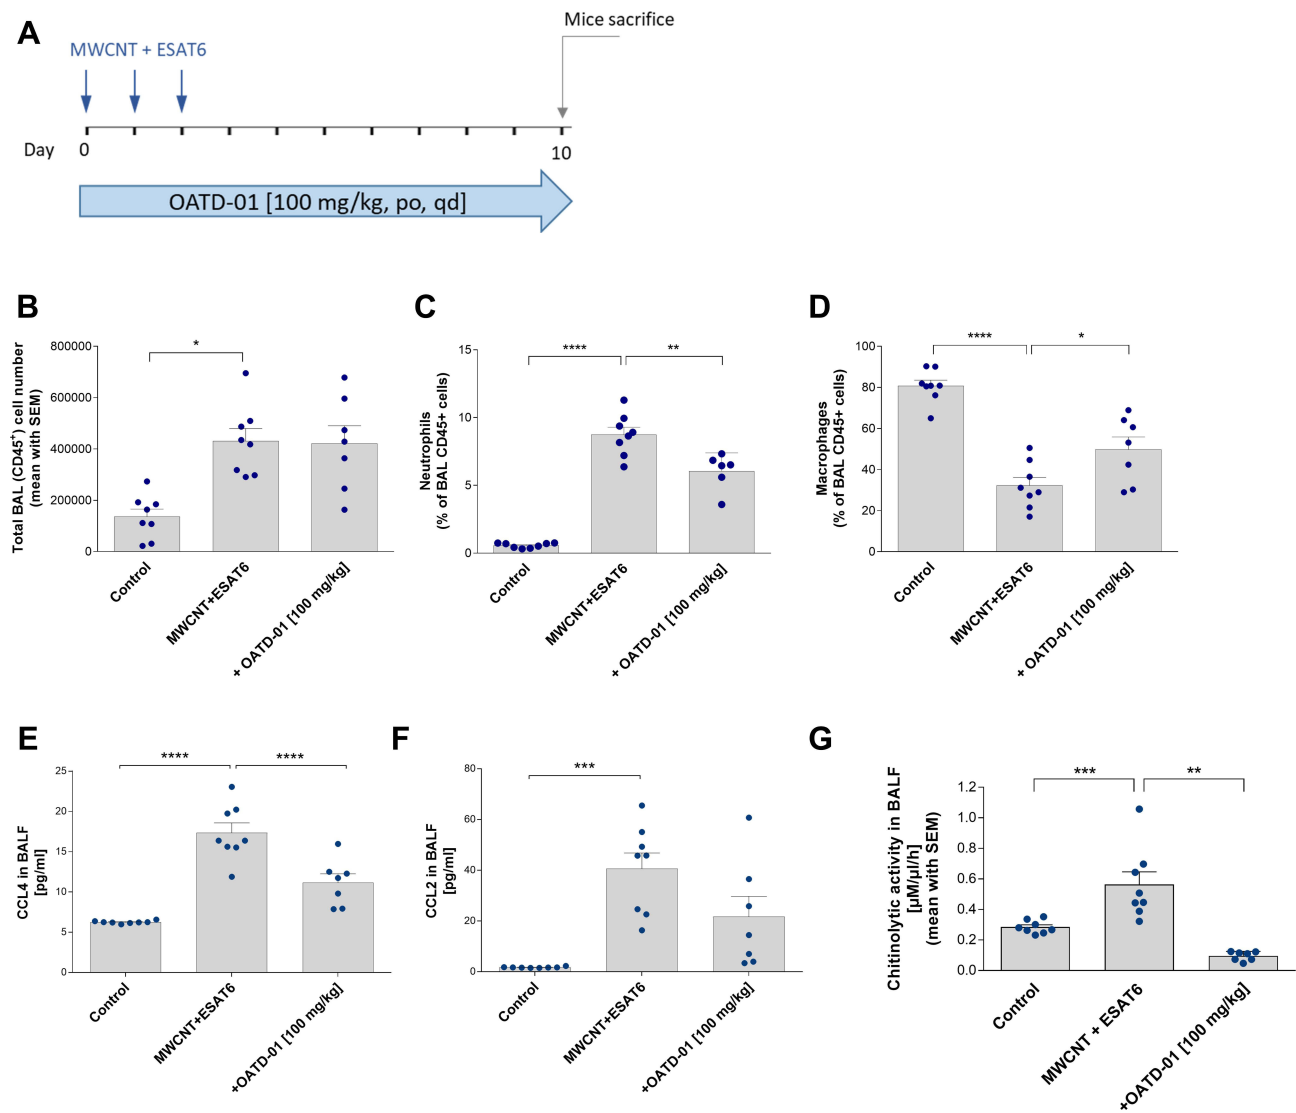 A
Mice sacrifice
MWCNT + ESAT6
Day
0
10
OATD-01 [100 mg/kg, po, qd]
B
Total BAL (CD45⁺) cell number
(mean with SEM)
800000
600000
400000
200000
0
*
Control
MWCNT+ESAT6
+ OATD-01 [100 mg/kg]
C
Neutrophils
(% of BAL CD45+ cells)
15
10
5
0
****
**
Control
MWCNT+ESAT6
+ OATD-01 [100 mg/kg]
D
Macrophages
(% of BAL CD45+ cells)
100
80
60
40
20
0
****
*
Control
MWCNT+ESAT6
+ OATD-01 [100 mg/kg]
E
CCL4 in BALF
[pg/ml]
25
20
15
10
5
0
****
****
Control
MWCNT+ESAT6
+OATD-01 [100 mg/kg]
F
CCL2 in BALF
[pg/ml]
80
60
40
20
0
***
Control
MWCNT+ESAT6
+OATD-01 [100 mg/kg]
G
Chitinolytic activity in BALF
[µM/µl/h]
(mean with SEM)
1.2
1.0
0.8
0.6
0.4
0.2
0.0
***
**
Control
MWCNT + ESAT6
+OATD-01 [100 mg/kg]